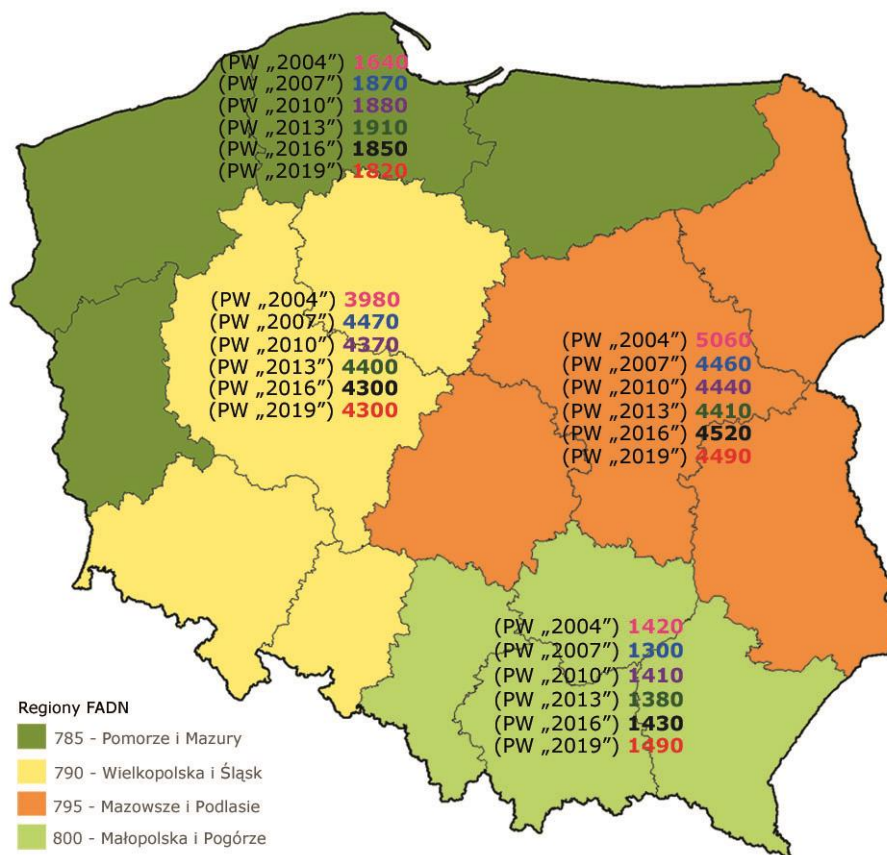 (PW „2004”) 1640
(PW „2007”) 1870
(PW „2010”) 1880
(PW „2013”) 1910
(PW „2016”) 1850
(PW „2019”) 1820
(PW „2004”) 3980
(PW „2007”) 4470
(PW „2010”) 4370
(PW „2013”) 4400
(PW „2016”) 4300
(PW „2019”) 4300
(PW „2004”) 5060
(PW „2007”) 4460
(PW „2010”) 4440
(PW „2013”) 4410
(PW „2016”) 4520
(PW „2019”) 4490
(PW „2004”) 1420
(PW „2007”) 1300
(PW „2010”) 1410
(PW „2013”) 1380
(PW „2016”) 1430
(PW „2019”) 1490
Regiony FADN
785 - Pomorze i Mazury
790 - Wielkopolska i Śląsk
795 - Mazowsze i Podlasie
800 - Małopolska i Pogórze